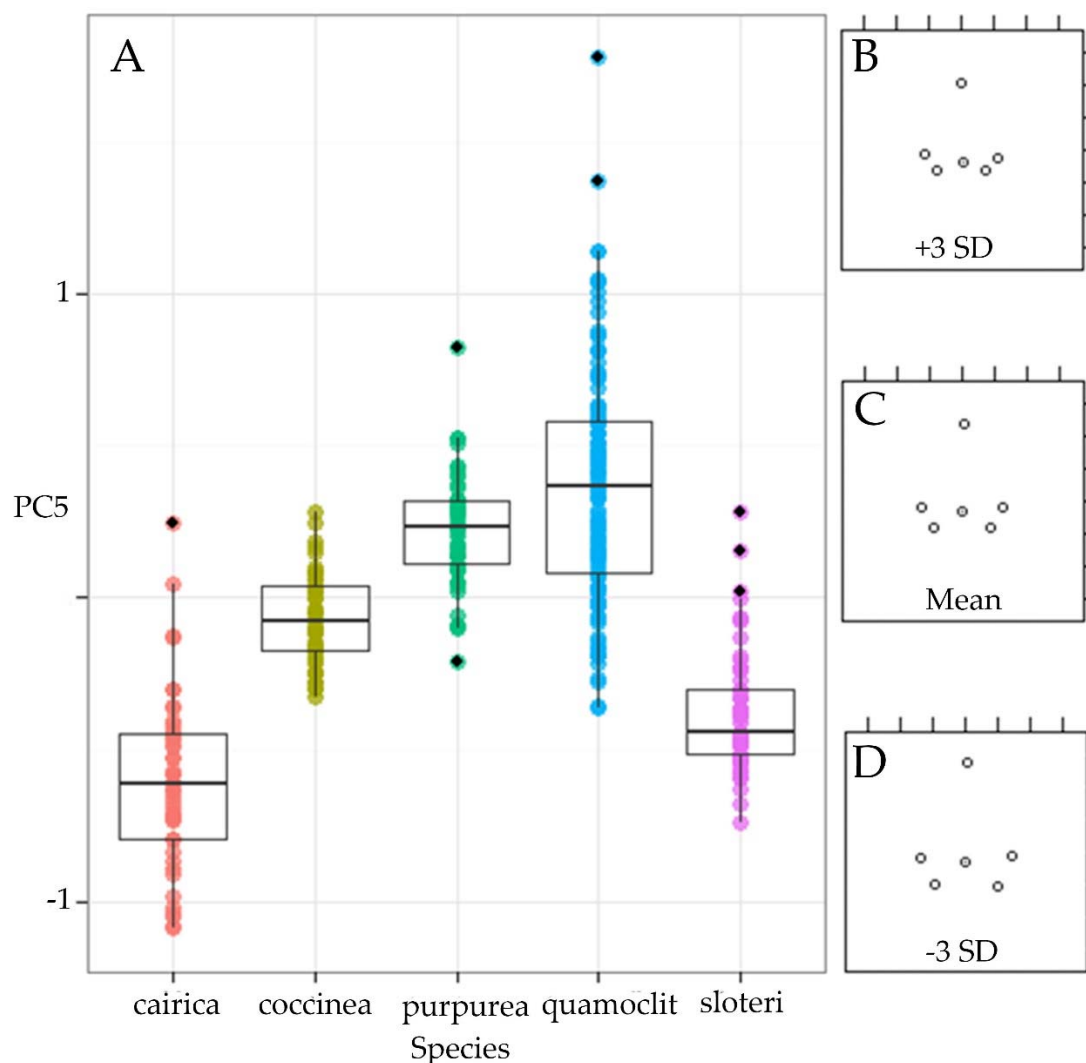 A
1
PC5
-1
cairica coccinea purpurea quamoclit sloteri
Species
B
+3 SD
C
Mean
D
-3 SD